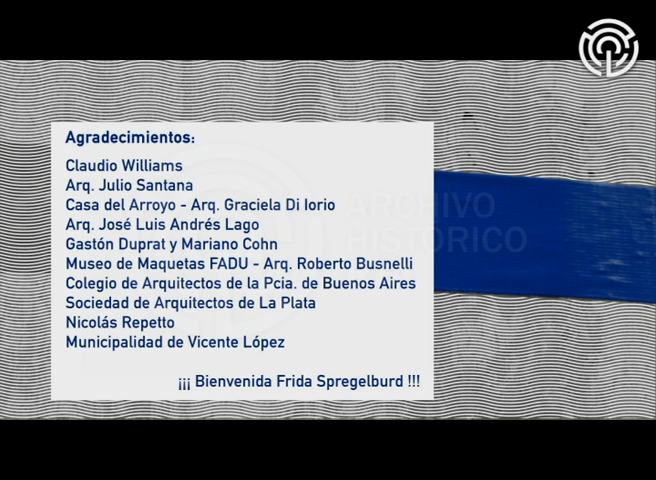 Agradecimientos:
Claudio Williams
Arq. Julio Santana
Casa del Arroyo - Arq. Graciela Di Iorio
Arq. José Luis Andrés Lago
Gastón Duprat y Mariano Cohn
Museo de Maquetas FADU - Arq. Roberto Busnelli
Colegio de Arquitectos de la Pcia. de Buenos Aires
Sociedad de Arquitectos de La Plata
Nicolás Repetto
Municipalidad de Vicente López
¡¡¡ Bienvenida Frida Spregelburd !!!
ARCHIVO
HISTORICO